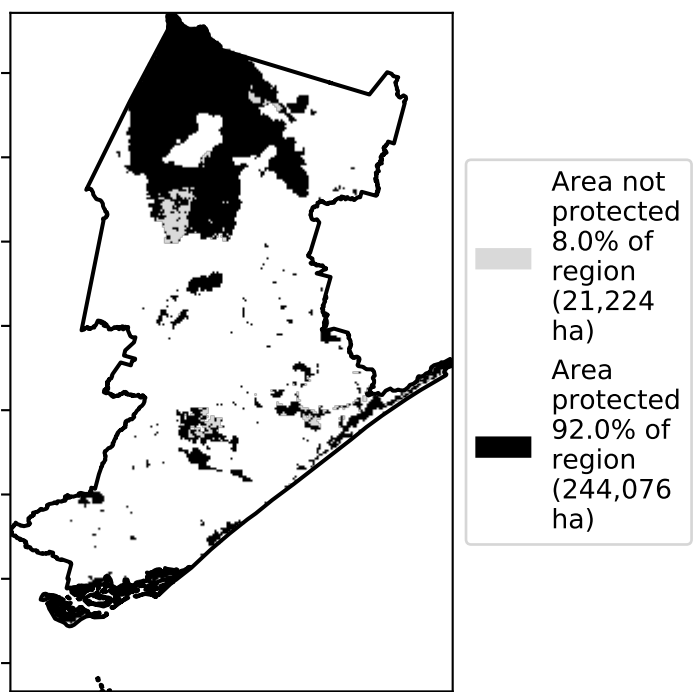 Area not
protected
8.0% of
region
(21,224
ha)
Area
protected
92.0% of
region
(244,076
ha)